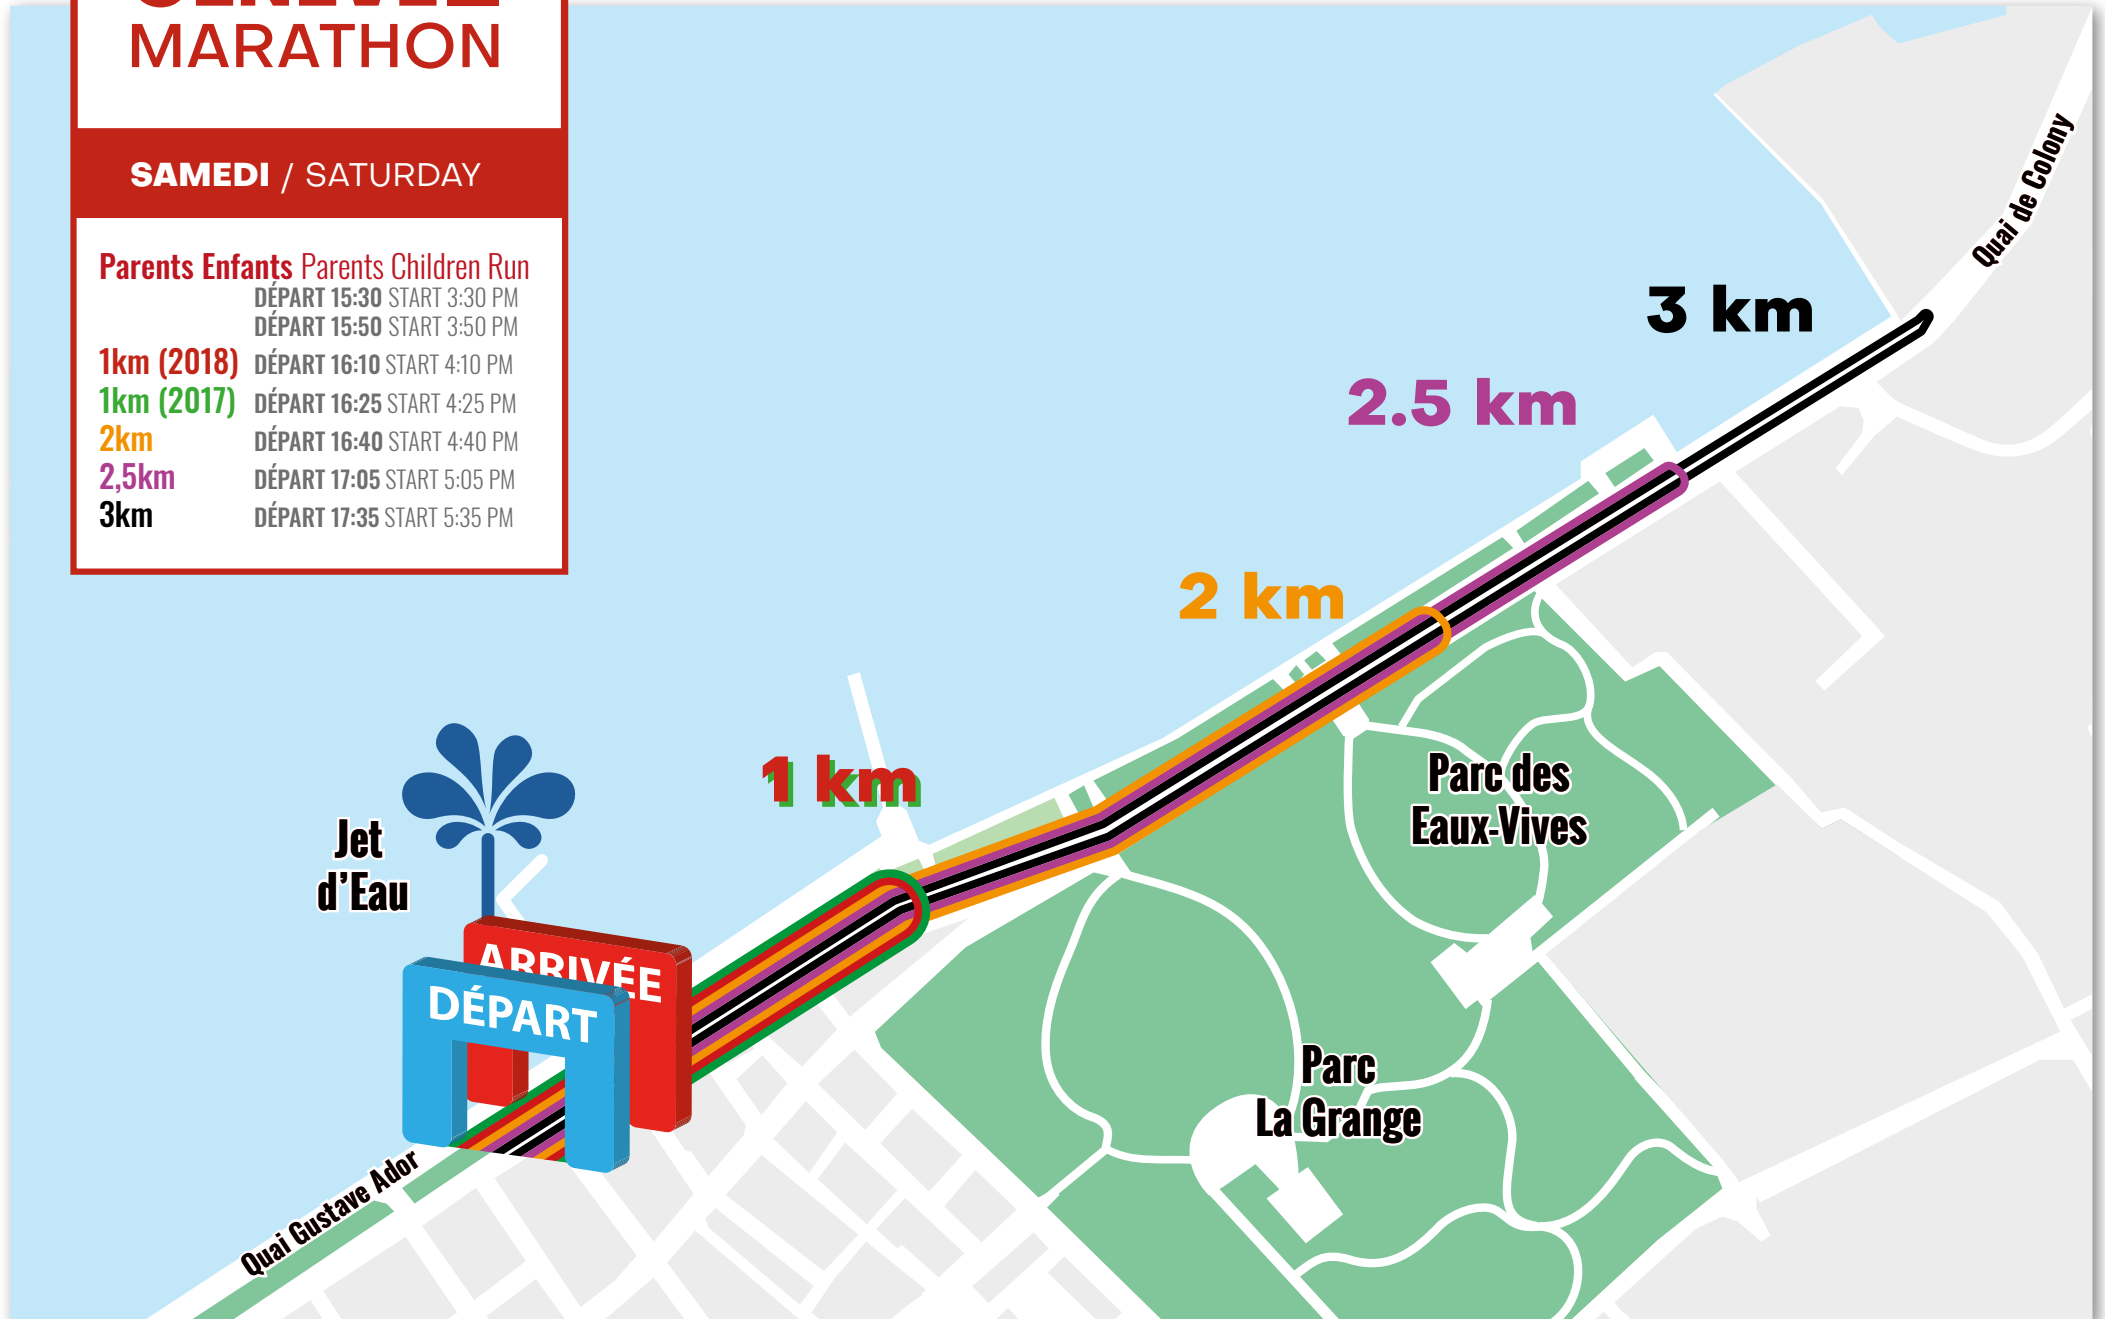 MARATHON
SAMEDI / SATURDAY
Parents Enfants Parents Children Run
DÉPART 15:30 START 3:30 PM
DÉPART 15:50 START 3:50 PM
1km (2018) DÉPART 16:10 START 4:10 PM
1km (2017) DÉPART 16:25 START 4:25 PM
2km DÉPART 16:40 START 4:40 PM
2,5km DÉPART 17:05 START 5:05 PM
3km DÉPART 17:35 START 5:35 PM
Quai de Colony
3 km
2.5 km
2 km
1 km
Parc des
Eaux-Vives
Jet
d'Eau
ARRIVÉE
DÉPART
Parc
La Grange
Quai Gustave Ador